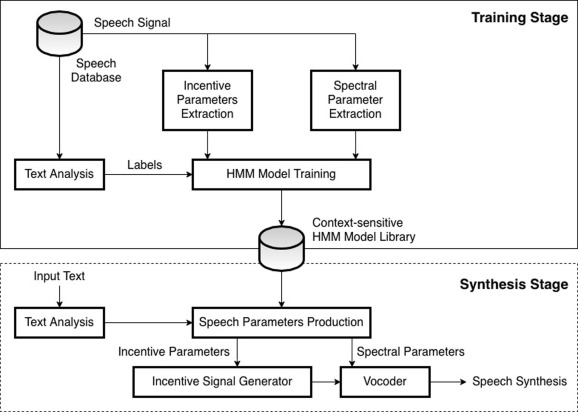 Speech Signal
Training Stage
Speech
Database
Incentive
Parameters
Extraction
Spectral
Parameter
Extraction
Text Analysis
Labels
HMM Model Training
Context-sensitive
HMM Model Library
Input Text
Synthesis Stage
Text Analysis
Speech Parameters Production
Incentive Parameters
Spectral Parameters
Incentive Signal Generator
Vocoder
Speech Synthesis